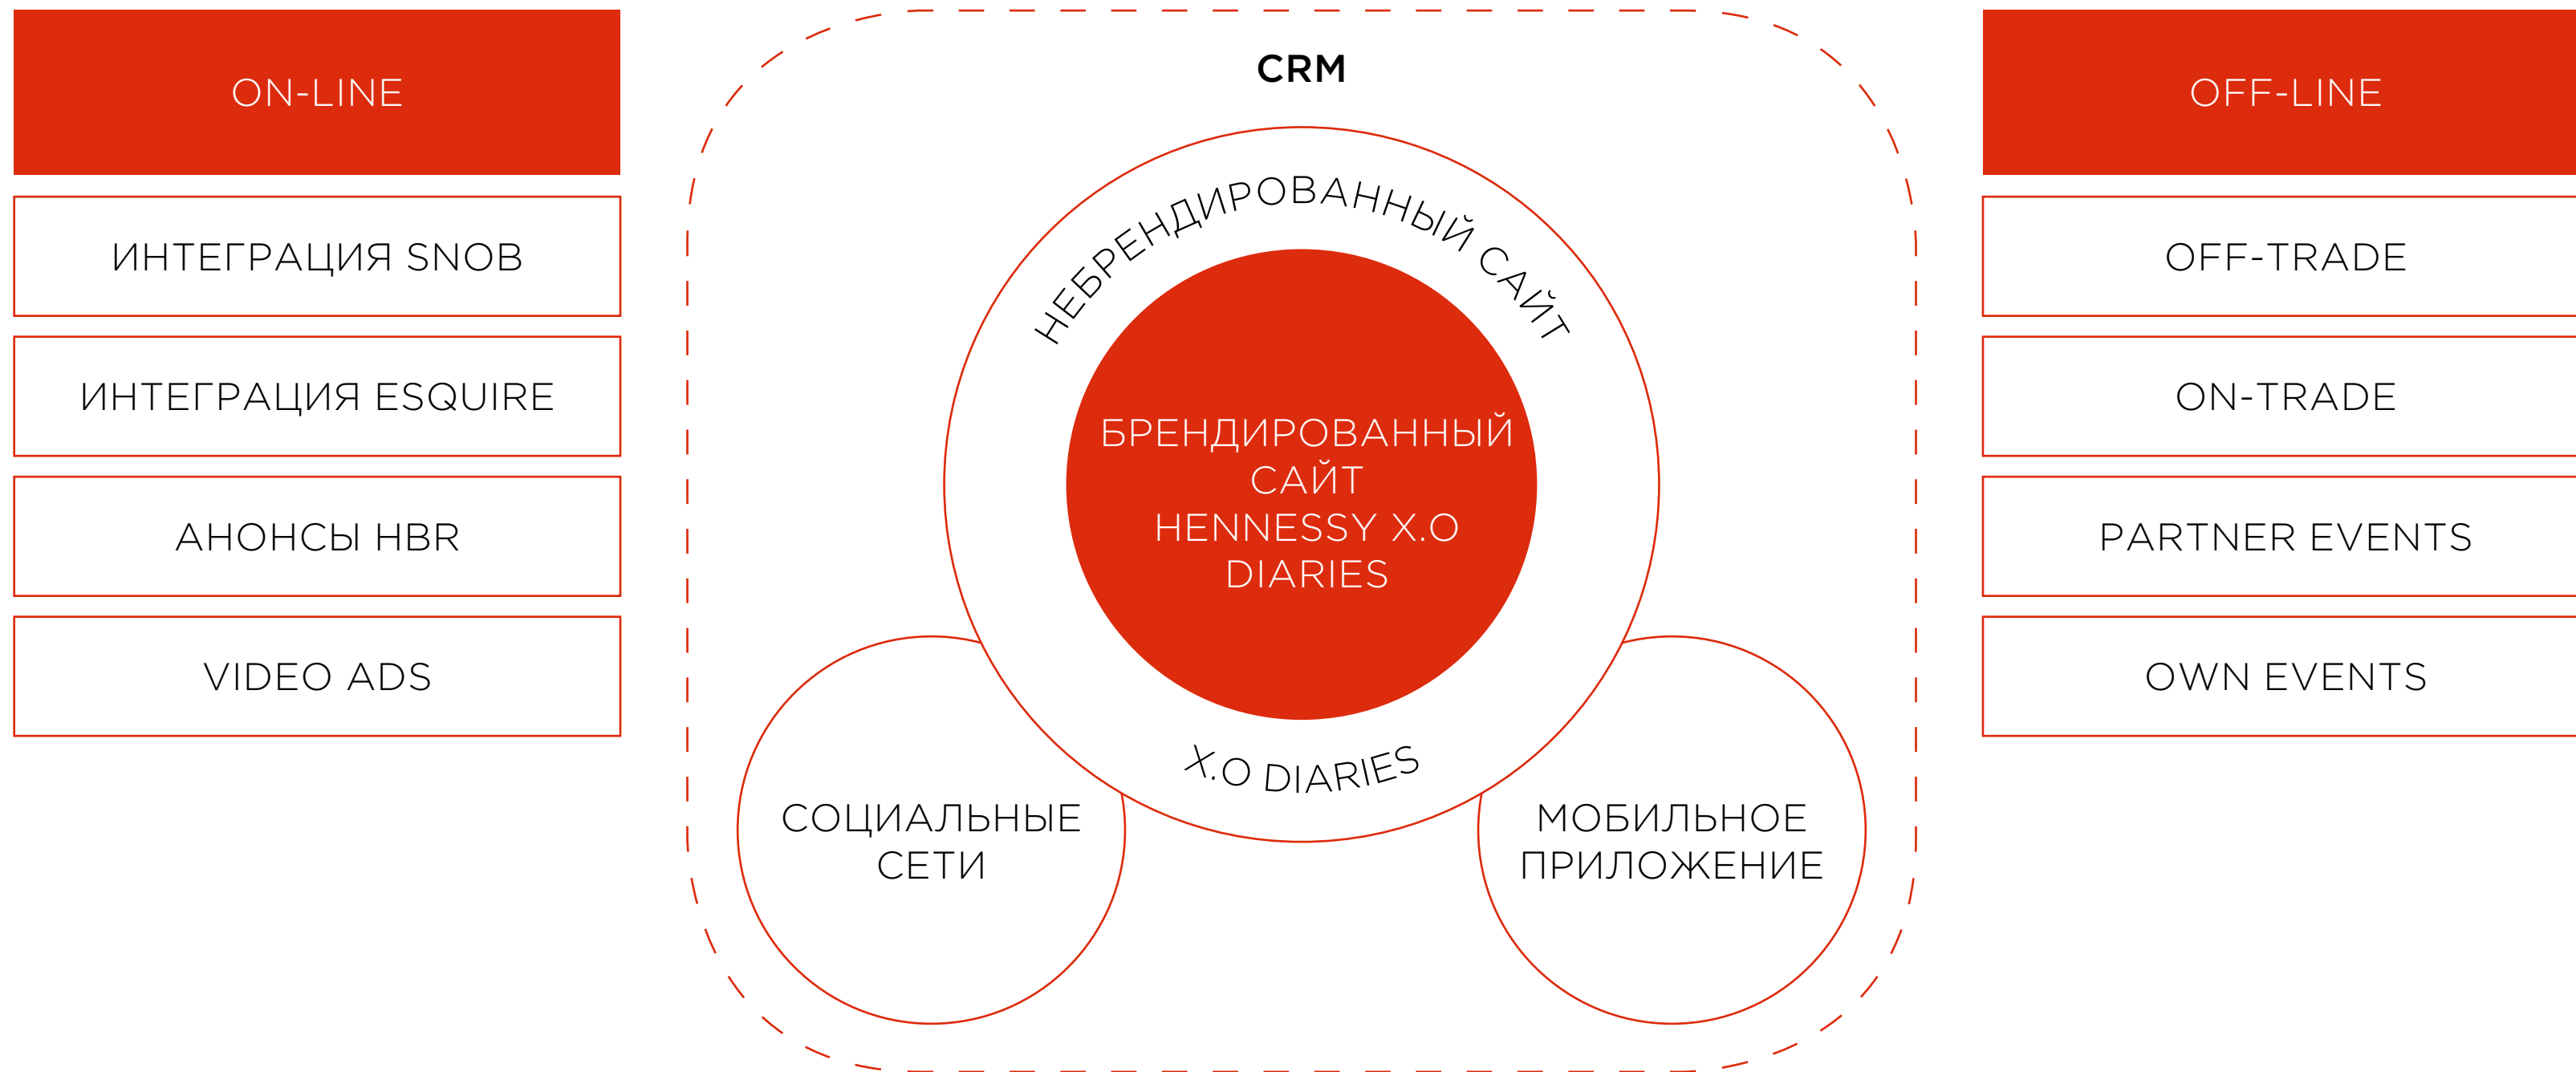 ON-LINE
ИНТЕГРАЦИЯ SNOB
ИНТЕГРАЦИЯ ESQUIRE
АНОНСЫ HBR
VIDEO ADS
CRM
НЕБРЕНДИРОВАННЫЙ САЙТ
БРЕНДИРОВАННЫЙ
САЙТ
HENNESSY X.O
DIARIES
X.O DIARIES
СОЦИАЛЬНЫЕ
СЕТИ
МОБИЛЬНОЕ
ПРИЛОЖЕНИЕ
OFF-LINE
OFF-TRADE
ON-TRADE
PARTNER EVENTS
OWN EVENTS